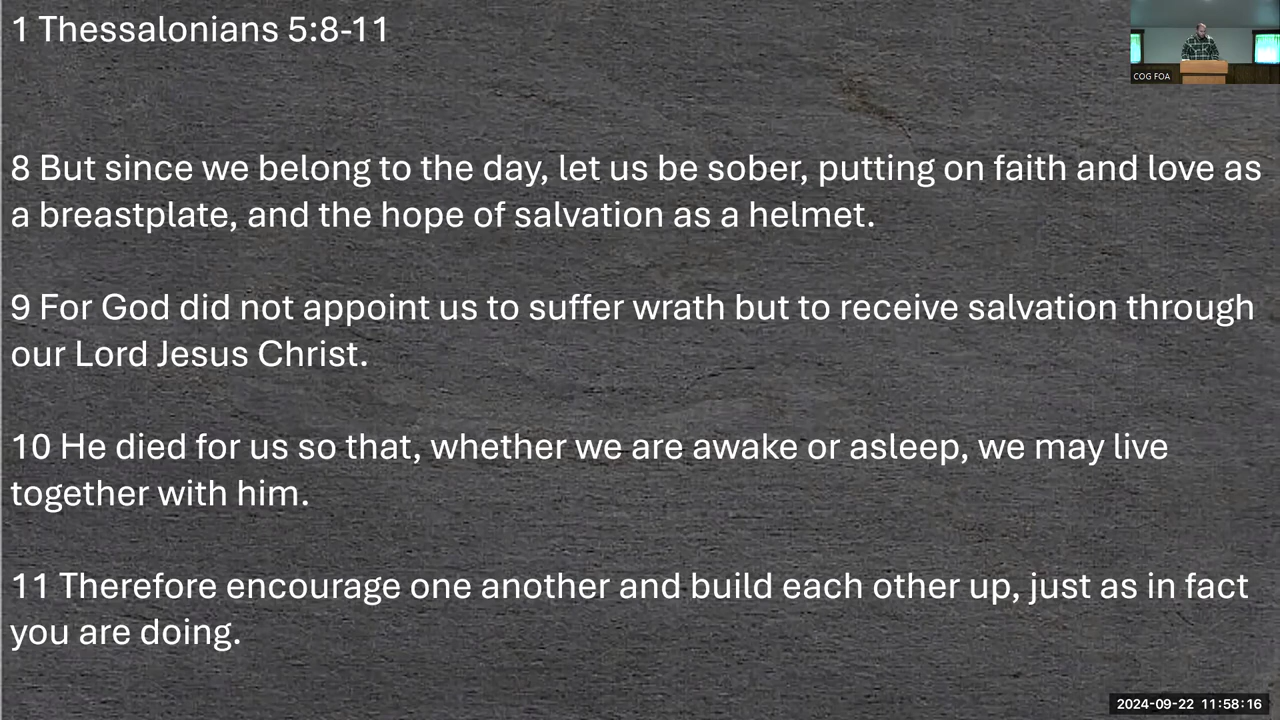 1 Thessalonians 5:8-11
COG FOA
8 But since we belong to the day, let us be sober, putting on faith and love as
a breastplate, and the hope of salvation as a helmet.
9 For God did not appoint us to suffer wrath but to receive salvation through
our Lord Jesus Christ.
10 He died for us so that, whether we are awake or asleep, we may live
together with him.
11 Therefore encourage one another and build each other up, just as in fact
you are doing.
2024-09-22 11:58:16